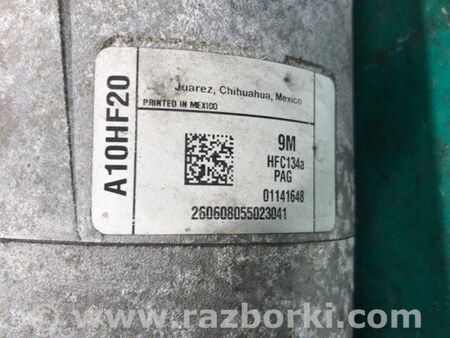 A10HF20
Juarez, Chihuahua, Mexico
PRINTED IN MEXICO
9M
HFC134a
PAG
01141648
260608055023041
© www.razborki.com